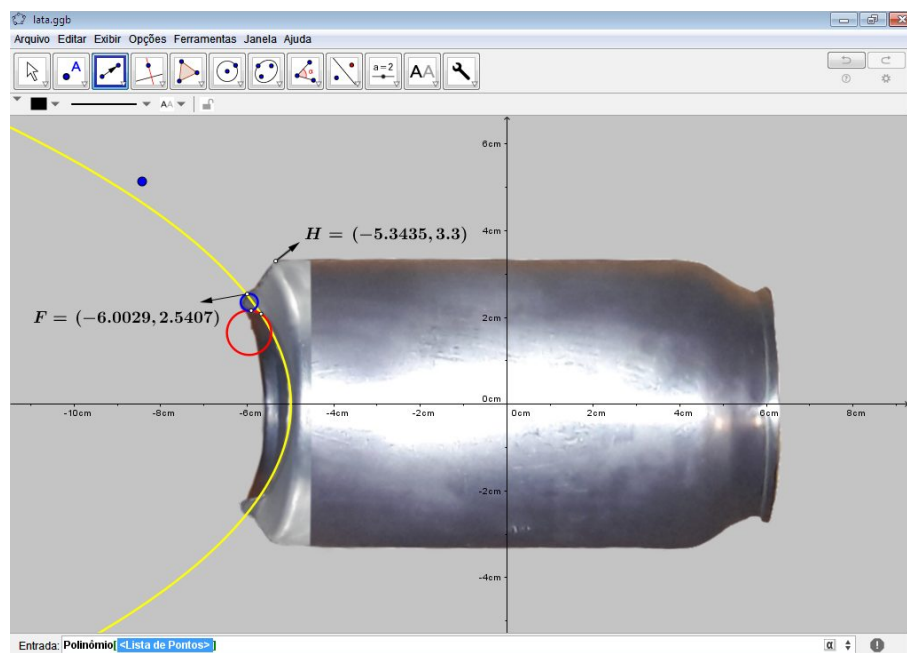 lata.ggb
Arquivo Editar Exibir Opções Ferramentas Janela Ajuda
A α a=2 AA
AA
6cm
H = (−5.3435, 3.3)
4cm
F = (−6.0029, 2.5407)
2cm
0cm
-10cm -8cm -6cm -4cm -2cm 0cm 2cm 4cm 6cm 8cm
-2cm
-4cm
Entrada: Polinómio[ <Lista de Pontos> ] α